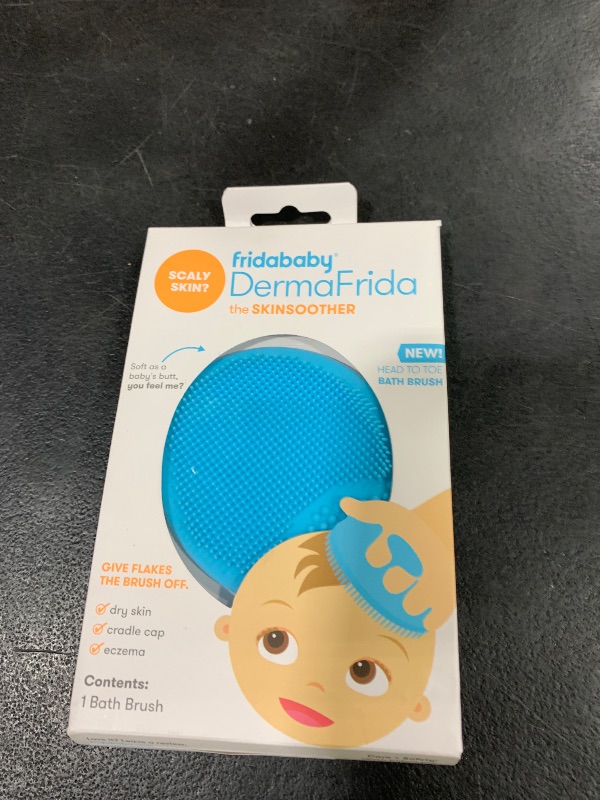 SCALY
SKIN?
fridababy®
DermaFrida
the SKINSOOTHER
Soft as a
baby's butt,
you feel me?
NEW!
HEAD TO TOE
BATH BRUSH
GIVE FLAKES
THE BRUSH OFF.
dry skin
cradle cap
eczema
Contents:
1 Bath Brush